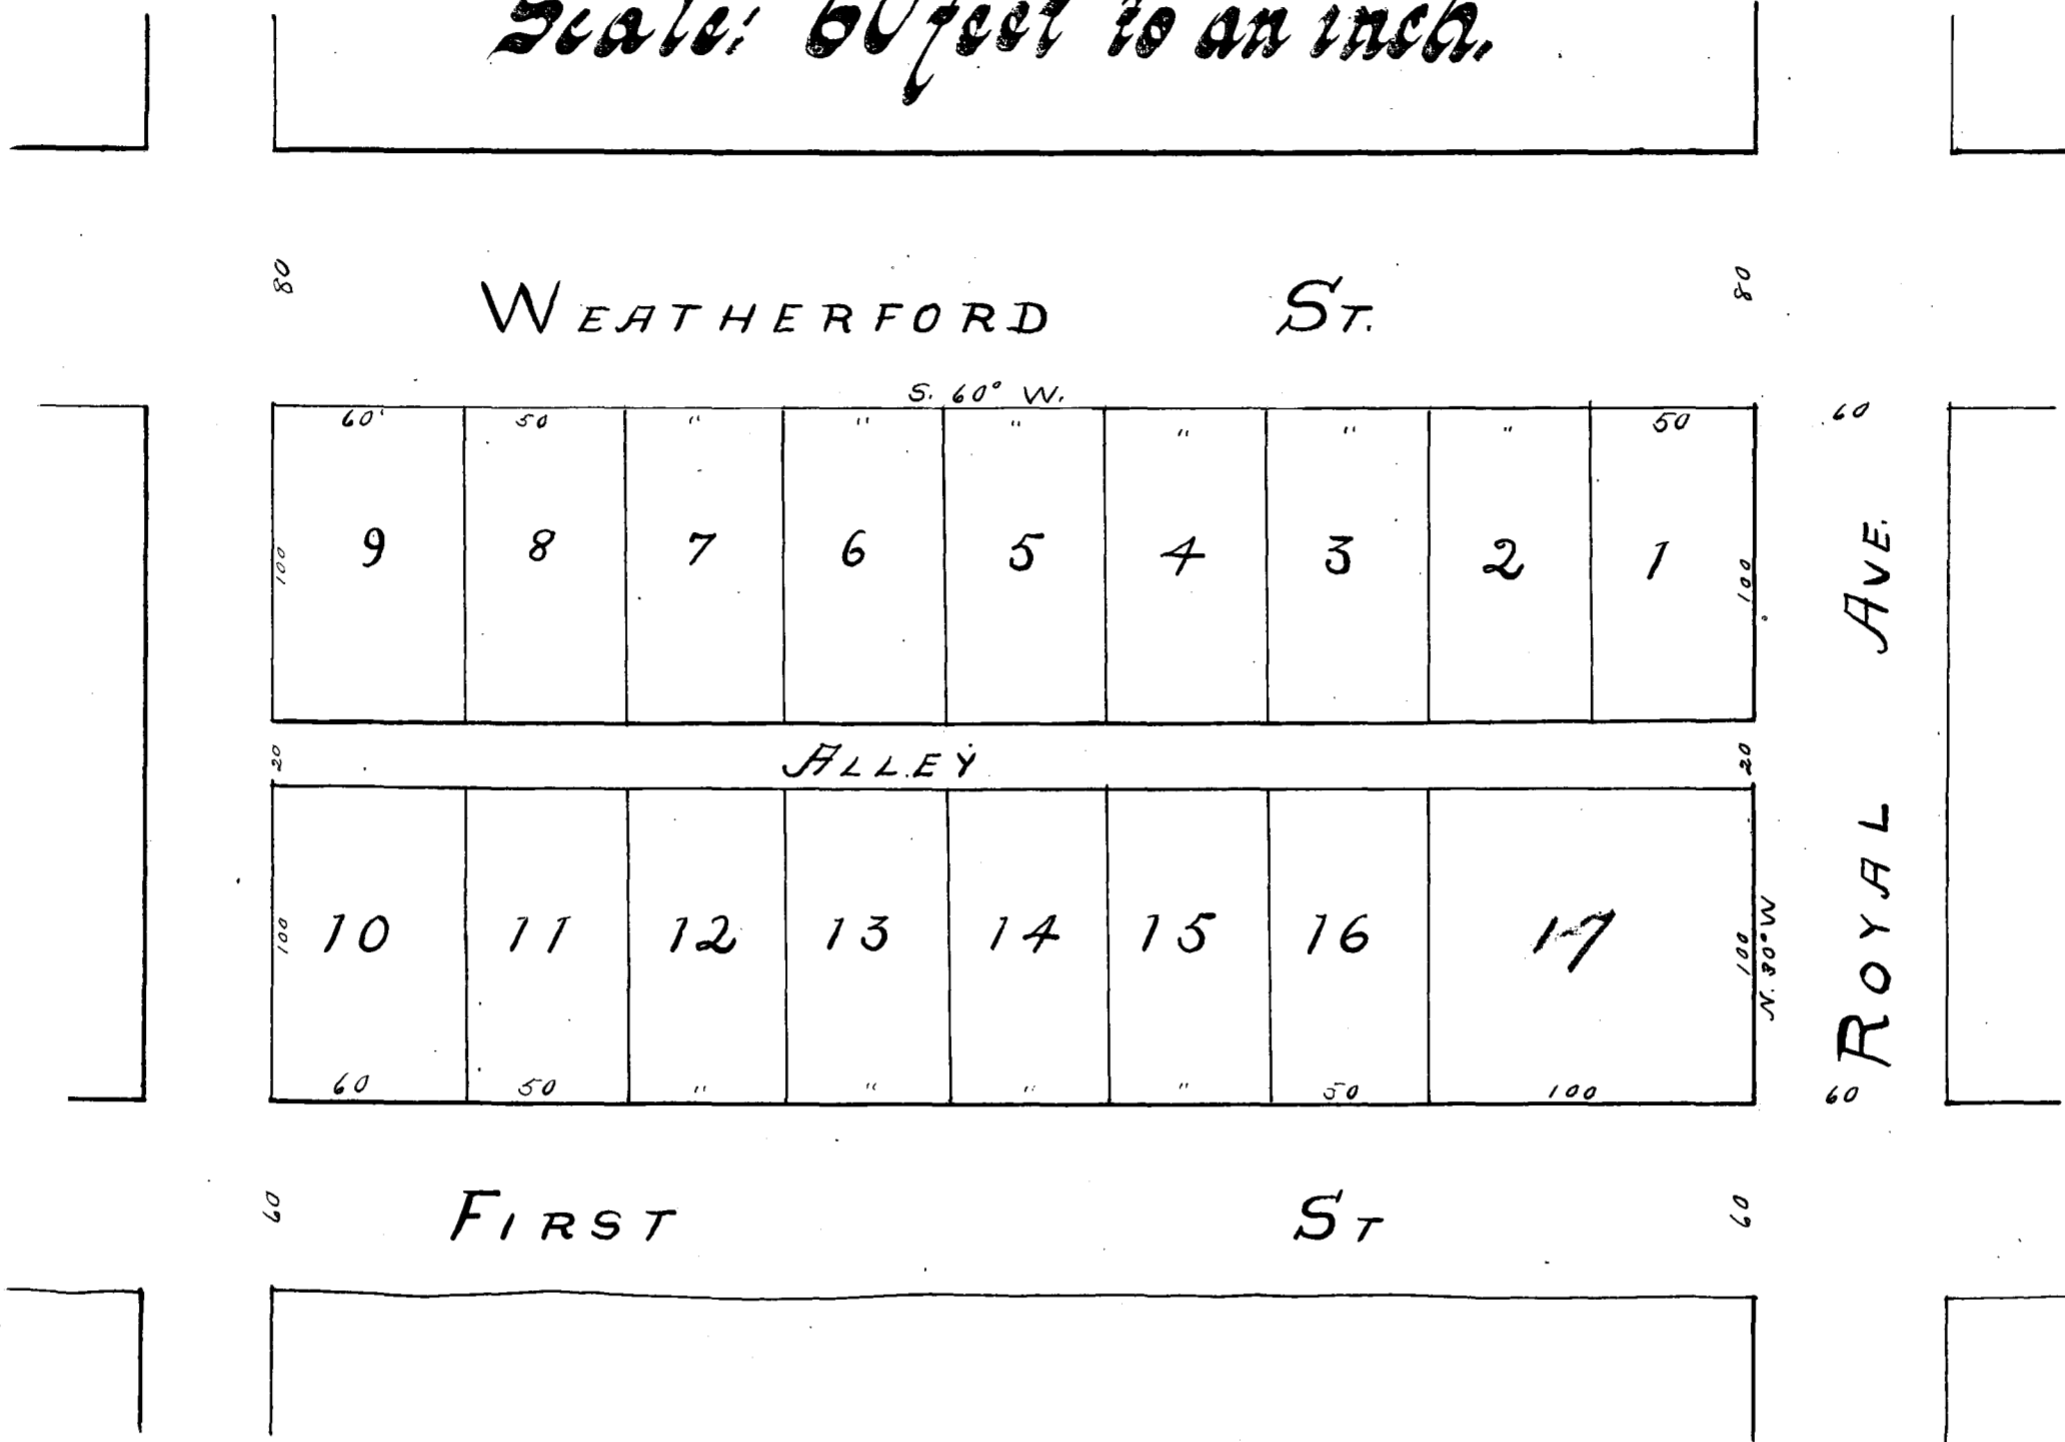 Scale: 60 feet to an inch.
80 80
WEATHERFORD ST.
S. 60° W.
60' 50 " " " " " " 50 60
9 8 7 6 5 4 3 2 1
100 100
20 ALLEY 20
ROYAL AVE.
10 11 12 13 14 15 16 17
100 100
N. 30° W
60 50 " " " " 50 100 60
60 60
FIRST ST